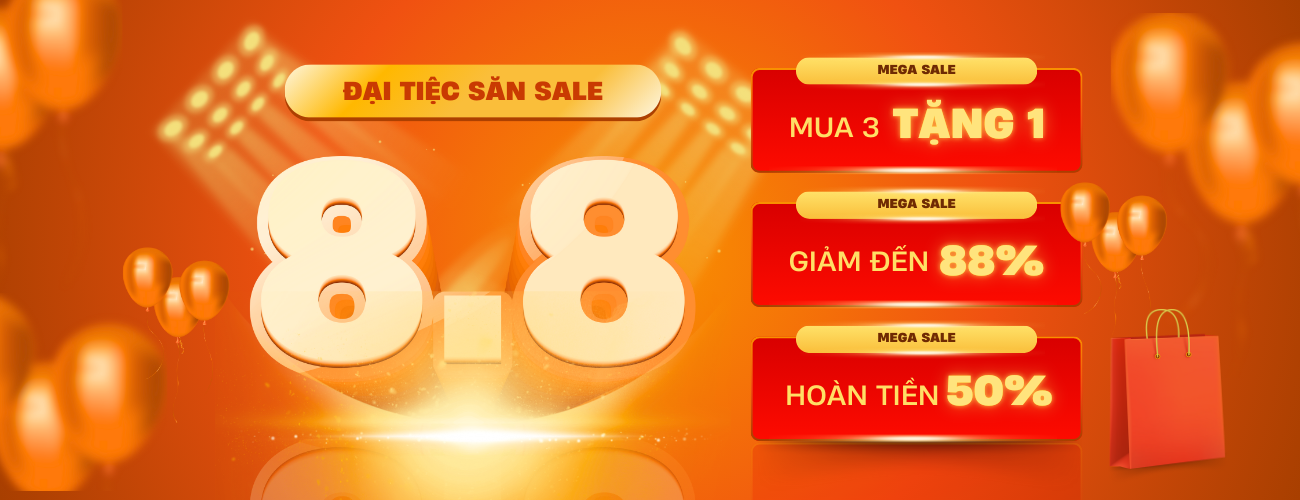 ĐẠI TIỆC SĂN SALE
8.8
MEGA SALE
MUA 3 TẶNG 1
MEGA SALE
GIẢM ĐẾN 88%
MEGA SALE
HOÀN TIỀN 50%